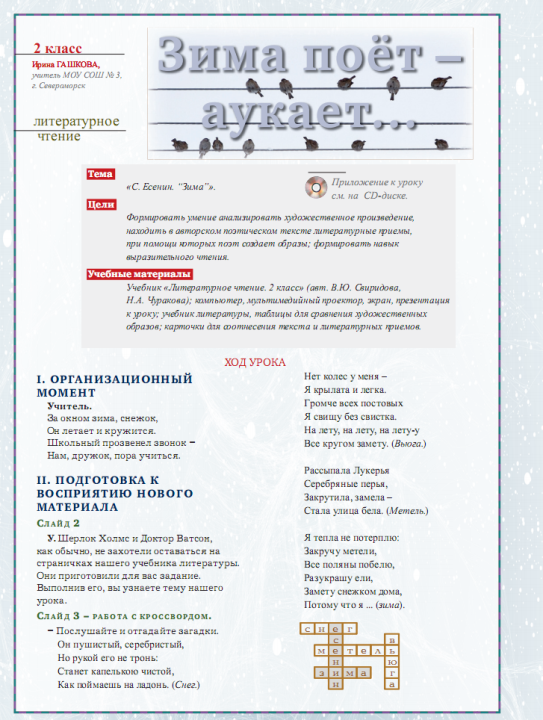 2 класс
Ирина ГАШКОВА,
учитель МОУ СОШ № 3,
г. Североморск
литературное
чтение
Зима поёт –
аукает...
Тема
«С. Есенин. “Зима”».
Приложение к уроку
см. на CD-диске.
Цели
Формировать умение анализировать художественное произведение,
находить в авторском поэтическом тексте литературные приемы,
при помощи которых поэт создает образы; формировать навык
выразительного чтения.
Учебные материалы
Учебник «Литературное чтение. 2 класс» (авт. В.Ю. Свиридова,
Н.А. Чуракова); компьютер, мультимедийный проектор, экран, презентация
к уроку; учебник литературы, таблицы для сравнения художественных
образов; карточки для соотнесения текста и литературных приемов.
ХОД УРОКА
I. ОРГАНИЗАЦИОННЫЙ
МОМЕНТ
Учитель.
За окном зима, снежок,
Он летает и кружится.
Школьный прозвенел звонок –
Нам, дружок, пора учиться.
II. ПОДГОТОВКА К
ВОСПРИЯТИЮ НОВОГО
МАТЕРИАЛА
Слайд 2
У. Шерлок Холмс и Доктор Ватсон,
как обычно, не захотели оставаться на
страничках нашего учебника литературы.
Они приготовили для вас задание.
Выполнив его, вы узнаете тему нашего
урока.
Слайд 3 – работа с кроссвордом.
– Послушайте и отгадайте загадки.
Он пушистый, серебристый,
Но рукой его не тронь:
Станет капелькою чистой,
Как поймаешь на ладонь. (Снег.)
Нет колес у меня –
Я крылата и легка.
Громче всех постовых
Я свищу без свистка.
На лету, на лету, на лету-у
Все кругом замету. (Вьюга.)
Рассыпала Лукерья
Серебряные перья,
Закрутила, замела –
Стала улица бела. (Метель.)
Я тепла не потерплю:
Закручу метели,
Все поляны побелю,
Разукрашу ели,
Замету снежком дома,
Потому что я ... (зима).
снег
е в
метель
н ю
зима г
н а